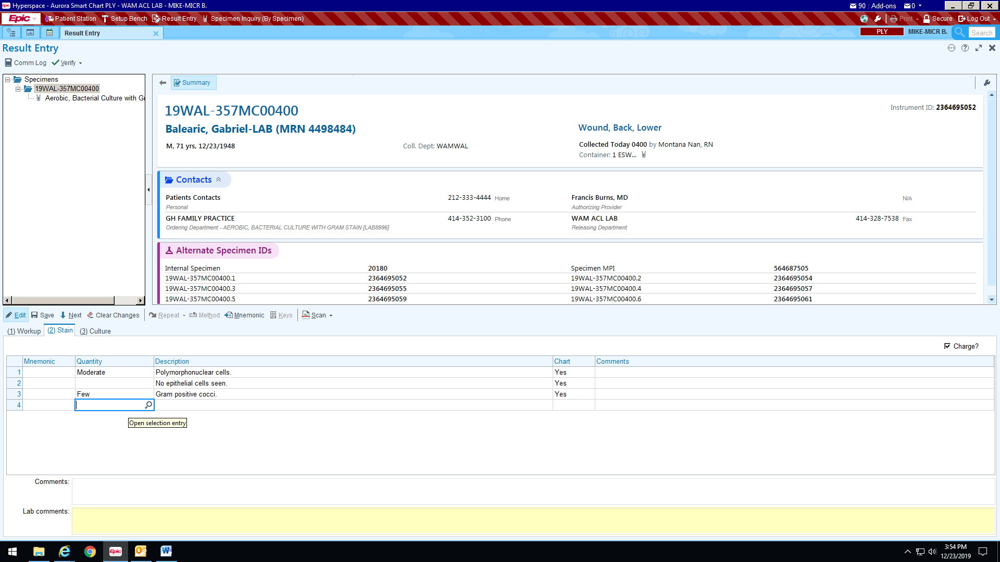 Epic Hyperspace - Aurora Smart Chart PLY - WAM ACL LAB - MIKE-MICR B. 90 : Add-ons 0
Epic Patient Station Setup Bench Result Entry Specimen Inquiry (By Specimen) Print Secure Log Out
Result Entry PLY MIKE-MICR B. Search
Result Entry
Comm Log Verify
Specimens
19WAL-357MC00400
Aerobic, Bacterial Culture with Gr
Summary
19WAL-357MC00400 Instrument ID: 2364695052
Balearic, Gabriel-LAB (MRN 4498484) Wound, Back, Lower
M, 71 yrs, 12/23/1948 Coll. Dept: WAMWAL Collected Today 0400 by Montana Nan, RN
Container: 1 ESW...
Contacts
Patients Contacts 212-333-4444 Home Francis Burns, MD N/A
Personal Authorizing Provider
GH FAMILY PRACTICE 414-352-3100 Phone WAM ACL LAB 414-328-7538 Fax
Ordering Department - AEROBIC, BACTERIAL CULTURE WITH GRAM STAIN [LAB8996] Releasing Department
Alternate Specimen IDs
Internal Specimen 20180 Specimen MPI 564687505
19WAL-357MC00400.1 2364695052 19WAL-357MC00400.2 2364695054
19WAL-357MC00400.3 2364695055 19WAL-357MC00400.4 2364695057
19WAL-357MC00400.5 2364695059 19WAL-357MC00400.6 2364695061
Edit Save Next Clear Changes Repeat Method Mnemonic Keys Scan
(1) Workup (2) Stain (3) Culture
Charge?
Mnemonic Quantity Description Chart Comments
1 Moderate Polymorphonuclear cells. Yes
2 No epithelial cells seen. Yes
3 Few Gram positive cocci. Yes
4
Open selection entry
Comments:
Lab comments:
Epic 3:54 PM
12/23/2019